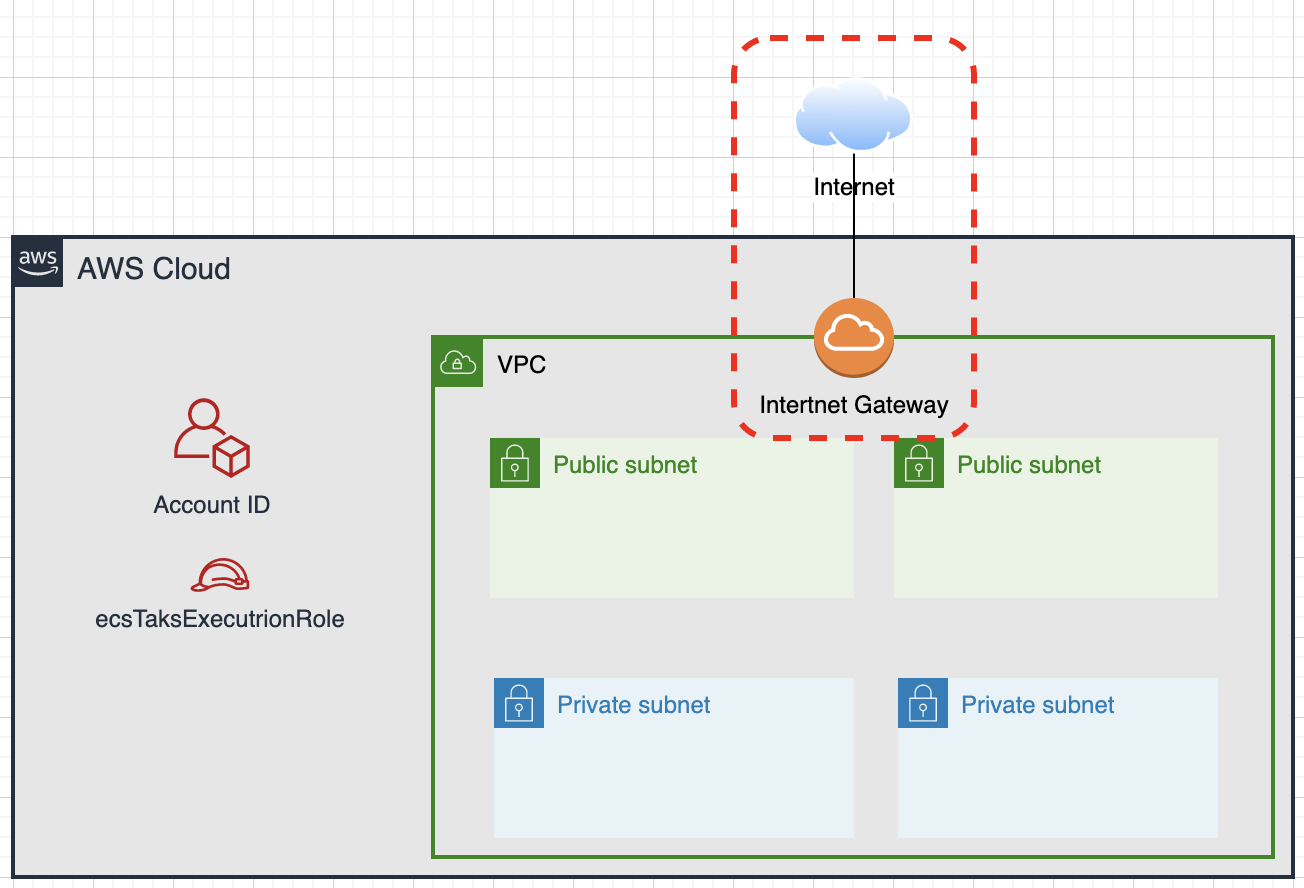 Internet
aws
AWS Cloud
VPC
Intertnet Gateway
Public subnet
Public subnet
Account ID
ecsTaksExecutrionRole
Private subnet
Private subnet